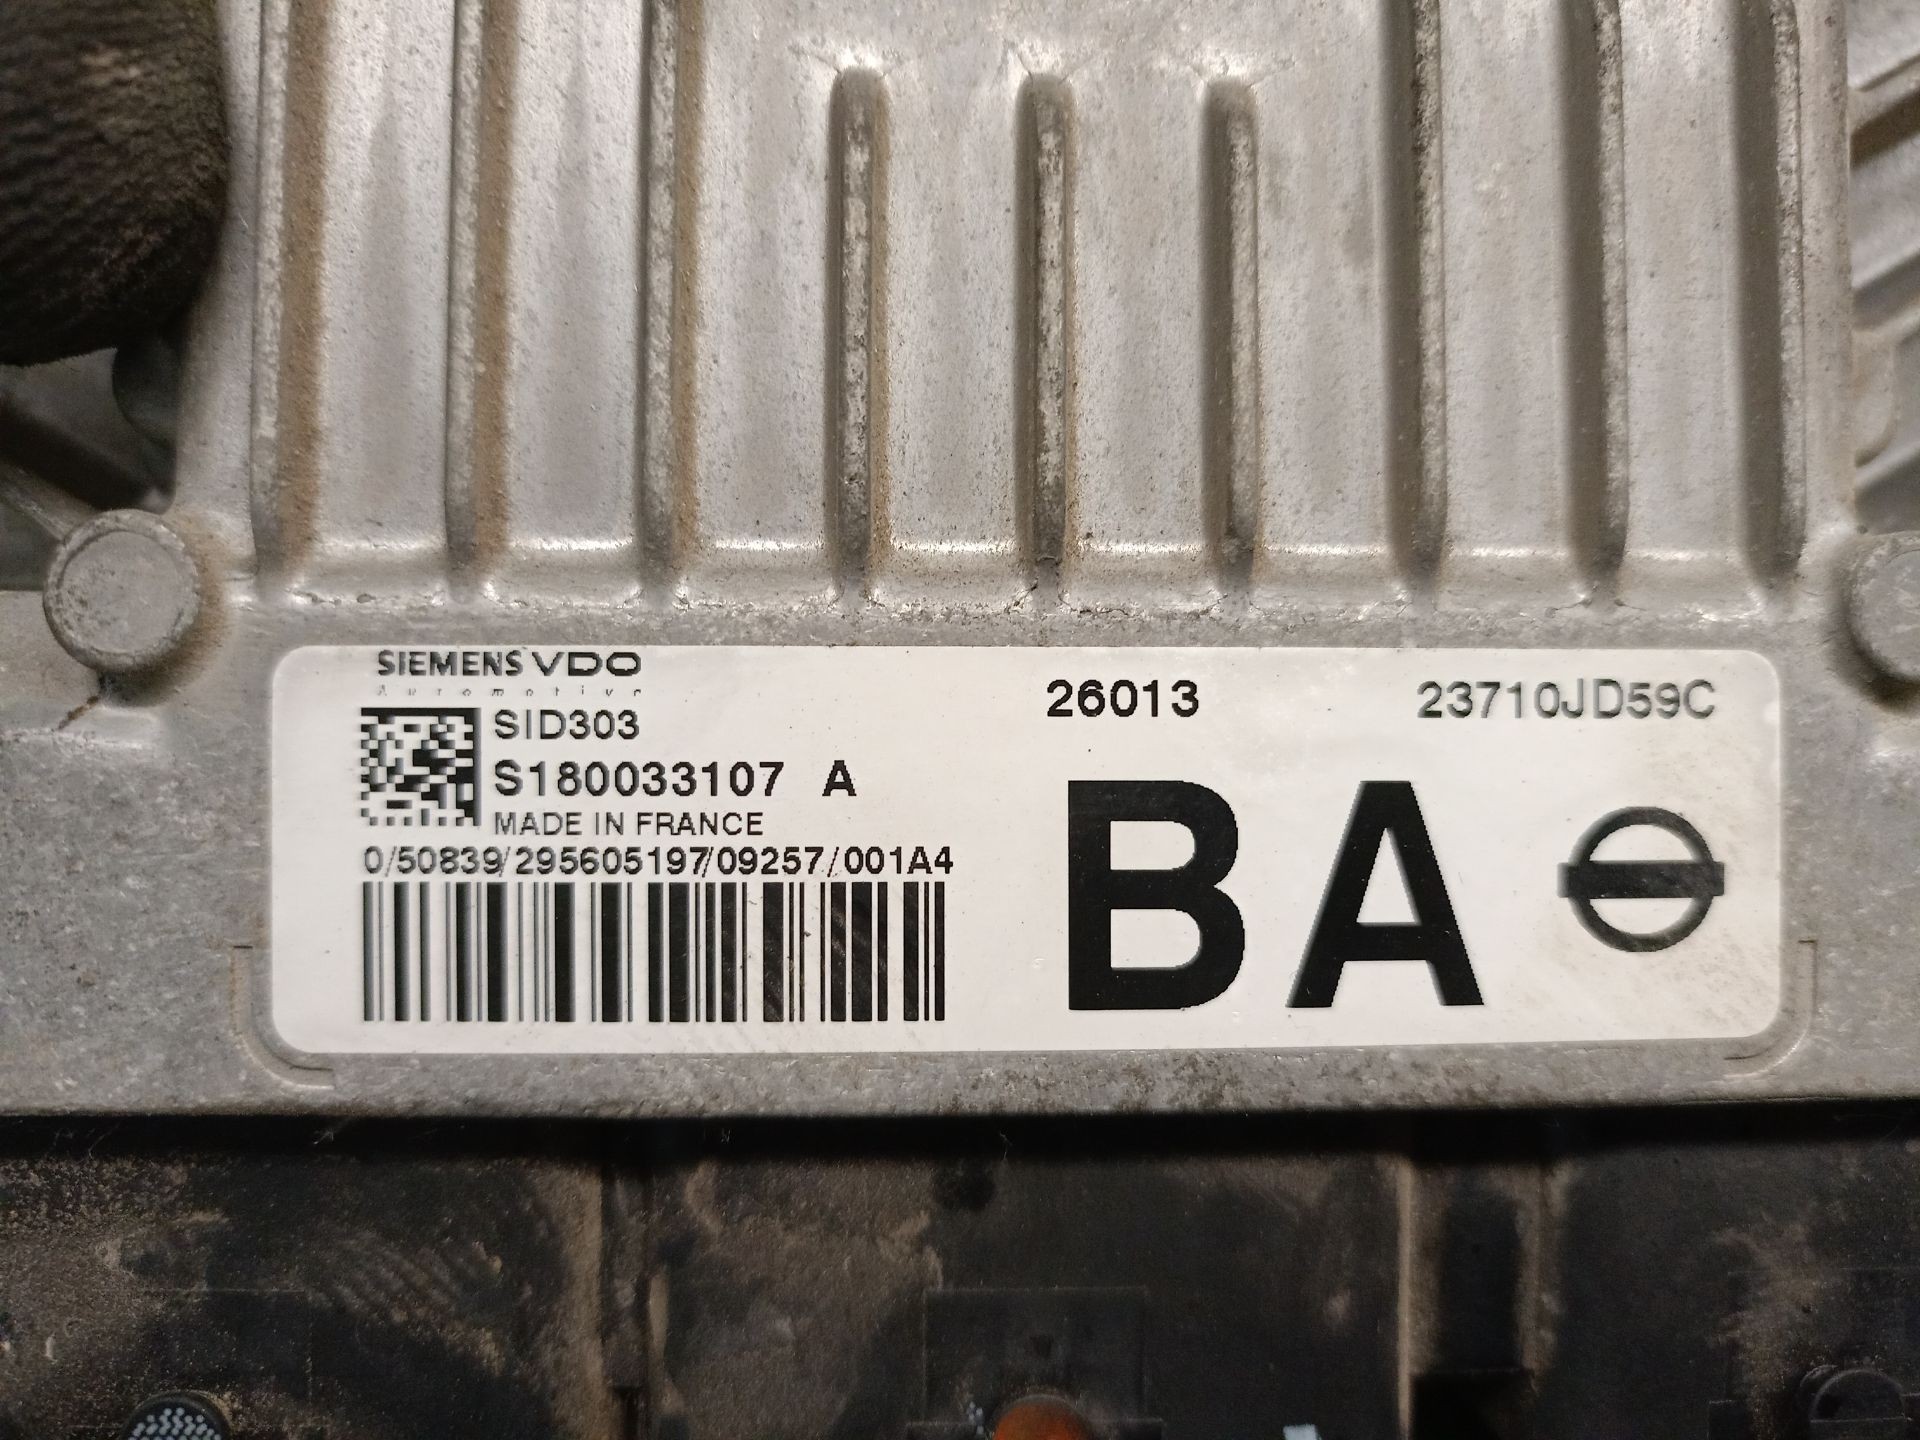 SIEMENS VDO
Automotive
SID303
S180033107 A
MADE IN FRANCE
0/50839/295605197/09257/001A4
26013
23710JD59C
BA